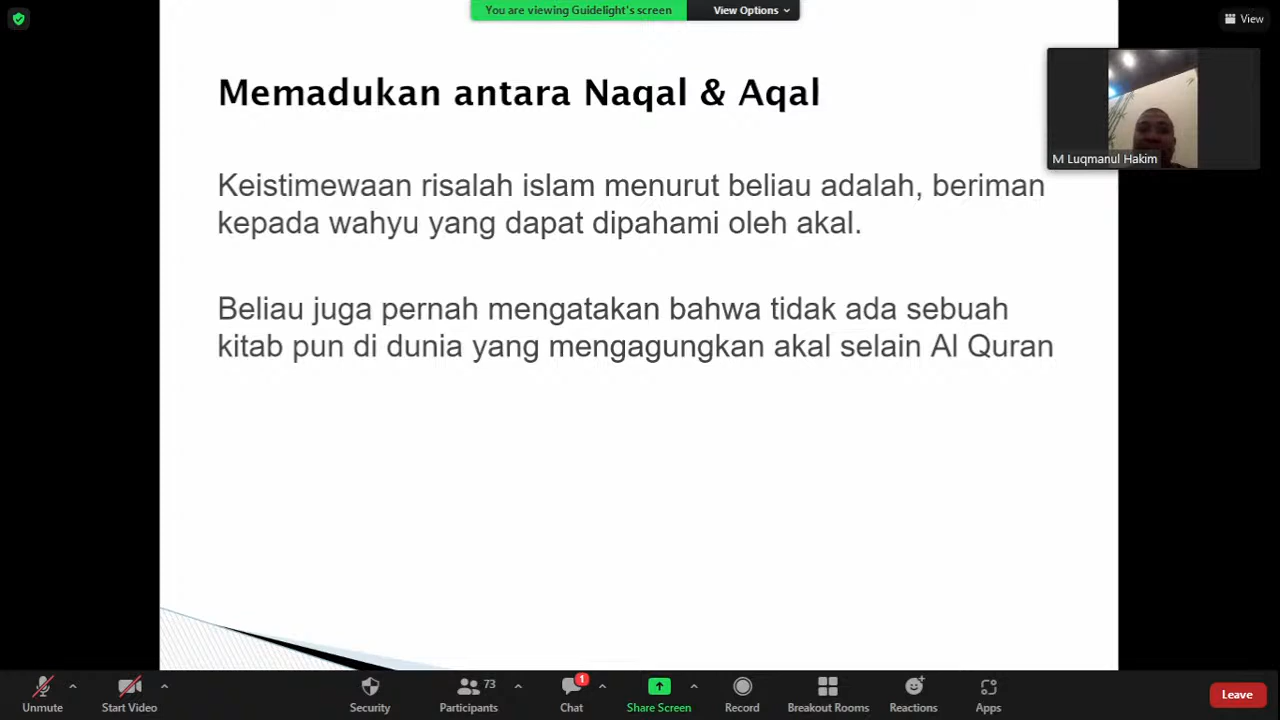 You are viewing Guidelight's screen
View Options
View
Memadukan antara Naqal & Aqal
M Luqmanul Hakim
Keistimewaan risalah islam menurut beliau adalah, beriman
kepada wahyu yang dapat dipahami oleh akal.
Beliau juga pernah mengatakan bahwa tidak ada sebuah
kitab pun di dunia yang mengagungkan akal selain Al Quran
Unmute
Start Video
Security
73
Participants
1
Chat
Share Screen
Record
Breakout Rooms
Reactions
Apps
Leave